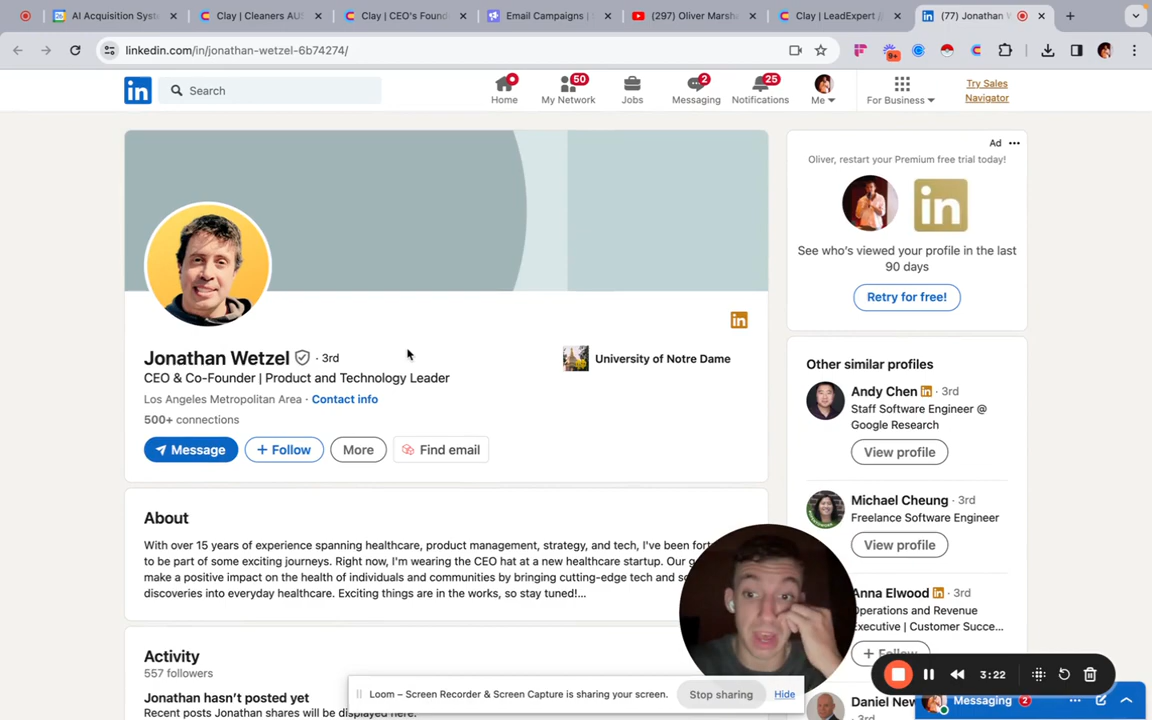 AI Acquisition Syst
Clay | Cleaners AUS
Clay | CEO's Found
Email Campaigns |
(297) Oliver Marsha
Clay | LeadExpert /
(77) Jonathan W
linkedin.com/in/jonathan-wetzel-6b74274/
9+
in
Search
50
2
25
Home
My Network
Jobs
Messaging
Notifications
Me
For Business
Try Sales
Navigator
Ad
Oliver, restart your Premium free trial today!
in
See who's viewed your profile in the last
90 days
Retry for free!
in
Jonathan Wetzel · 3rd
CEO & Co-Founder | Product and Technology Leader
Los Angeles Metropolitan Area · Contact info
500+ connections
University of Notre Dame
Message
+ Follow
More
Find email
About
With over 15 years of experience spanning healthcare, product management, strategy, and tech, I've been fort
to be part of some exciting journeys. Right now, I'm wearing the CEO hat at a new healthcare startup. Our g
make a positive impact on the health of individuals and communities by bringing cutting-edge tech and sc
discoveries into everyday healthcare. Exciting things are in the works, so stay tuned!...
Activity
557 followers
Jonathan hasn't posted yet
Recent posts Jonathan shares will be displayed here.
Other similar profiles
Andy Chen in · 3rd
Staff Software Engineer @
Google Research
View profile
Michael Cheung · 3rd
Freelance Software Engineer
View profile
Anna Elwood in · 3rd
Operations and Revenue
Executive | Customer Succe...
+ Follow
Daniel New
Loom – Screen Recorder & Screen Capture is sharing your screen.
Stop sharing
Hide
3:22
Messaging
2